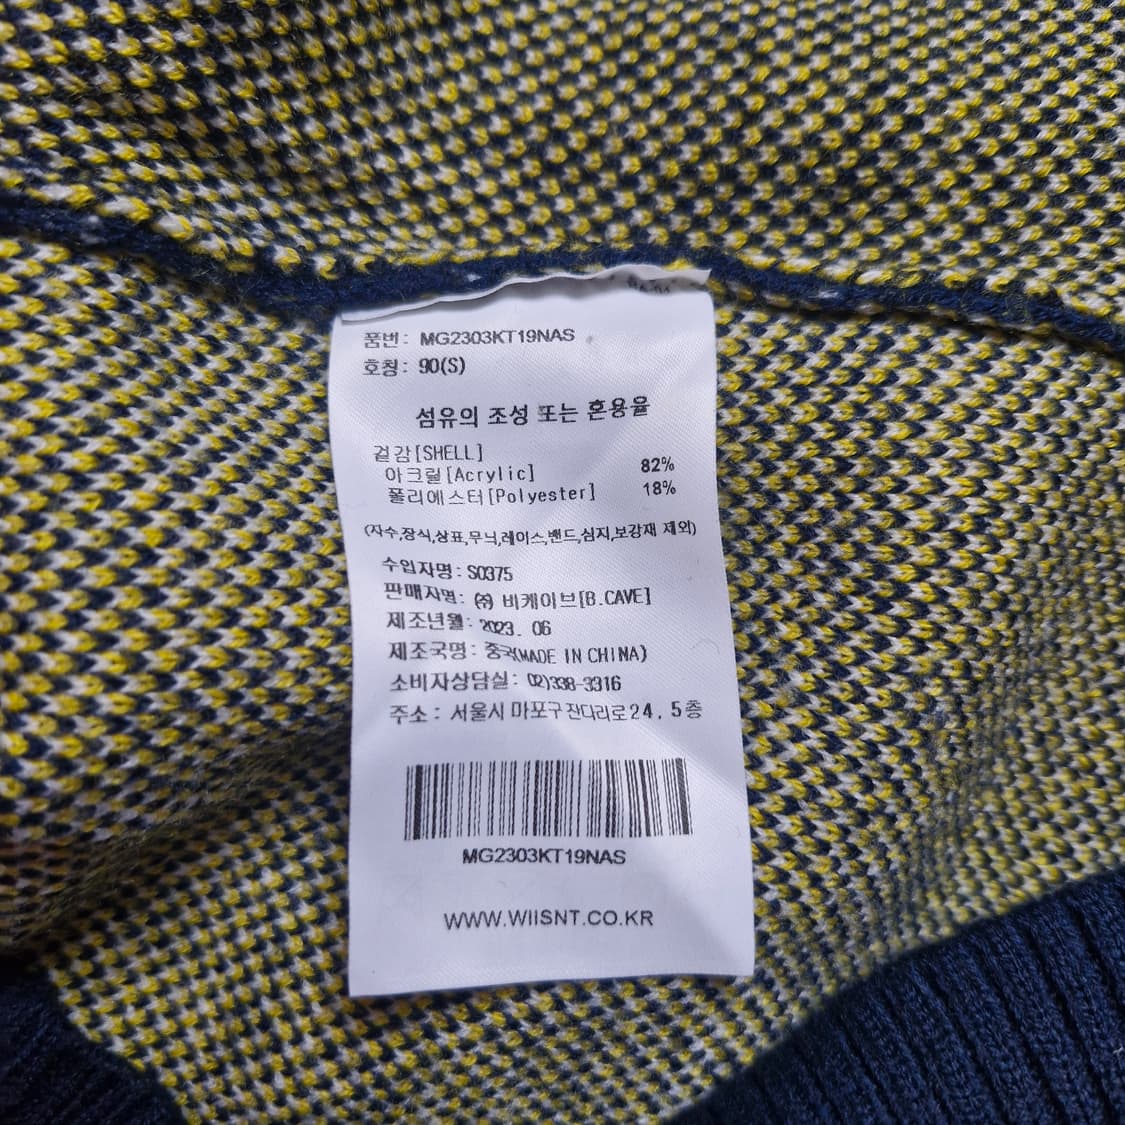 품번: MG2303KT19NAS
호칭: 90(S)
섬유의 조성 또는 혼용율
겉감[SHELL]
아크릴[Acrylic] 82%
폴리에스터[Polyester] 18%
(자수,장식,상표,무늬,레이스,밴드,심지,보강재 제외)
수입자명: S0375
판매자명: ㈜ 비케이브[B.CAVE]
제조년월: 2023. 06
제조국명: 중국(MADE IN CHINA)
소비자상담실: 02)338-3316
주소: 서울시 마포구 잔다리로24, 5층
MG2303KT19NAS
WWW.WIISNT.CO.KR